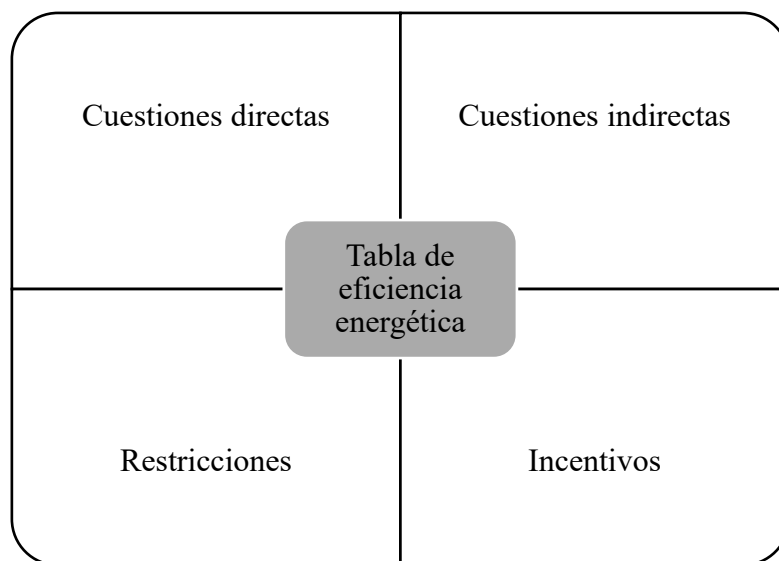 Cuestiones directas
Cuestiones indirectas
Tabla de
eficiencia
energética
Restricciones
Incentivos